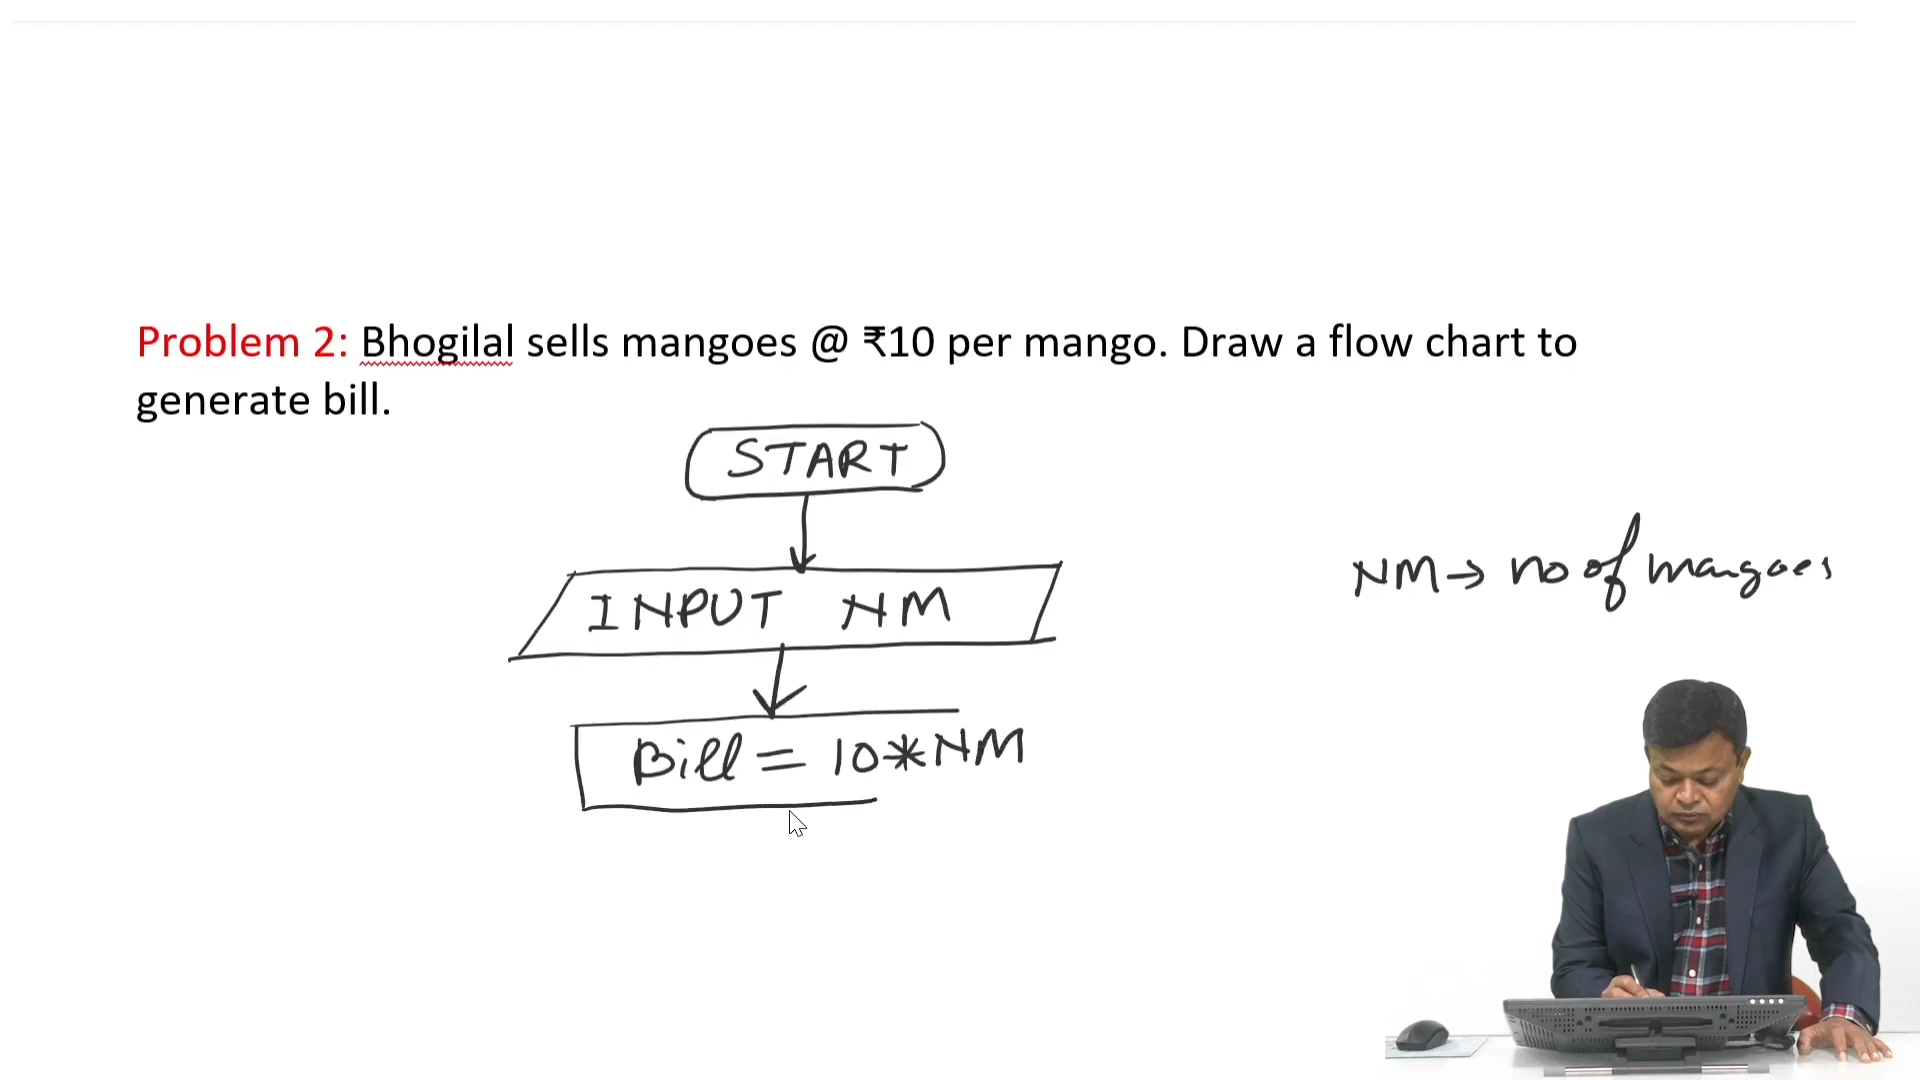 Problem 2: Bhogilal sells mangoes @ ₹10 per mango. Draw a flow chart to
generate bill.
START
INPUT NM
NM → no of mangoes
Bill = 10*NM